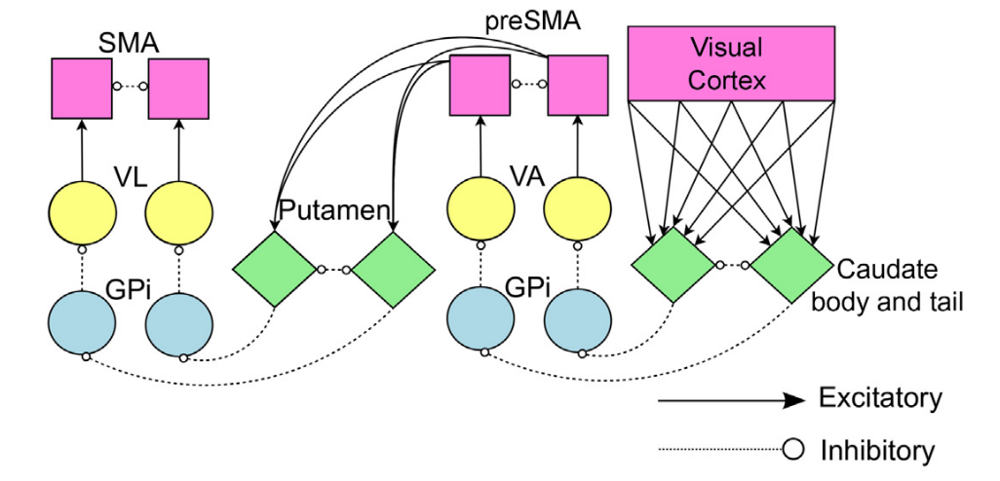 preSMA
SMA
Visual
Cortex
VL
VA
Putamen
GPi
GPi
Caudate
body and tail
Excitatory
Inhibitory